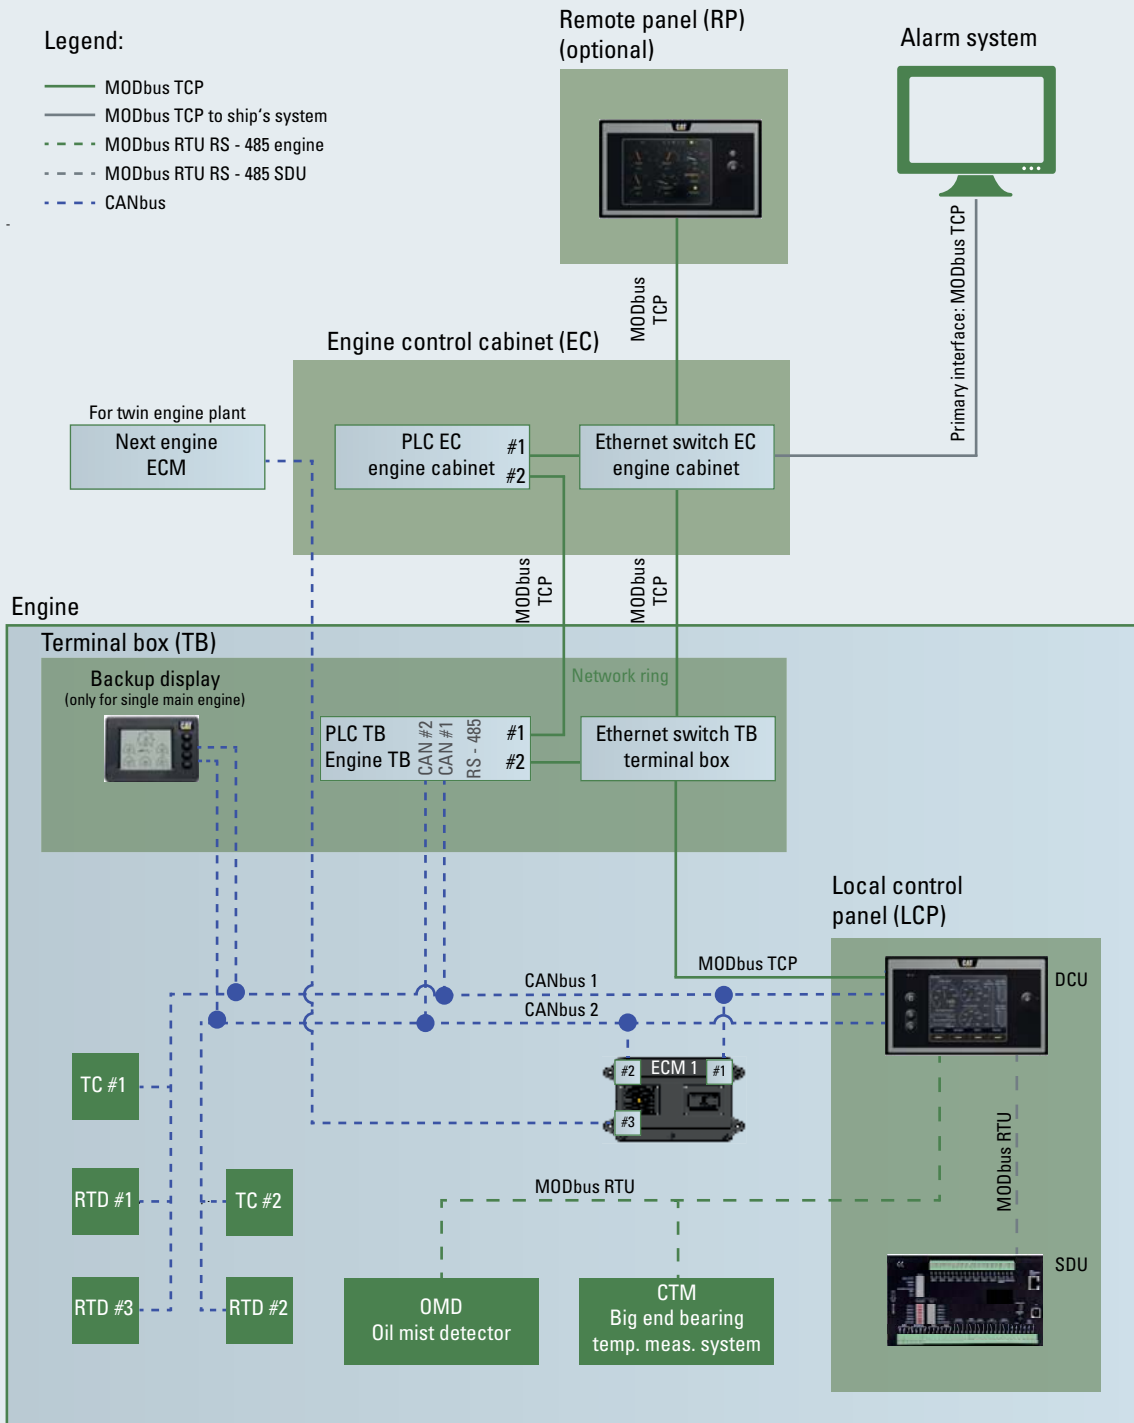 Legend:
MODbus TCP
MODbus TCP to ship's system
MODbus RTU RS - 485 engine
MODbus RTU RS - 485 SDU
CANbus
-
Remote panel (RP)
(optional)
CAT
Alarm system
MODbus
TCP
Primary interface: MODbus TCP
Engine control cabinet (EC)
For twin engine plant
Next engine
ECM
PLC EC
engine cabinet
#1
#2
Ethernet switch EC
engine cabinet
MODbus
TCP
MODbus
TCP
Engine
Terminal box (TB)
Network ring
Backup display
(only for single main engine)
CAT
PLC TB
Engine TB
CAN #2
CAN #1
RS - 485
#1
#2
Ethernet switch TB
terminal box
Local control
panel (LCP)
MODbus TCP
CAT
DCU
CANbus 1
CANbus 2
#2
ECM 1
#1
#3
TC #1
RTD #1
TC #2
RTD #3
RTD #2
MODbus RTU
MODbus RTU
OMD
Oil mist detector
CTM
Big end bearing
temp. meas. system
SDU